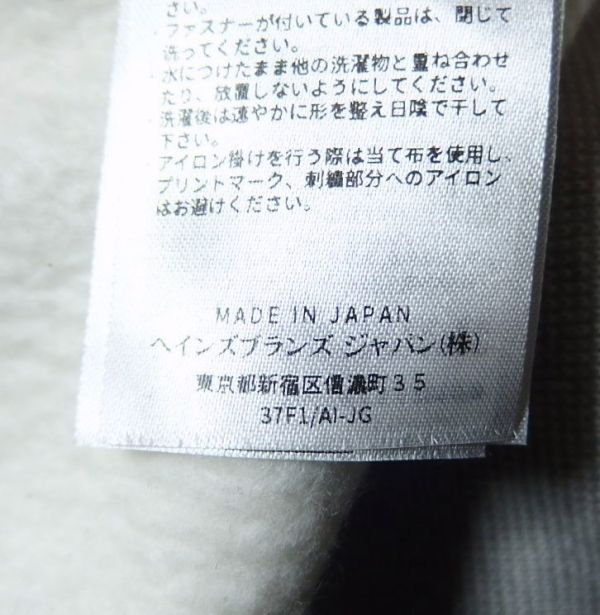 さい。
・ファスナーが付いている製品は、閉じて
洗ってください。
・水につけたまま他の洗濯物と重ね合わせ
たり、放置しないようにしてください。
・洗濯後は速やかに形を整え日陰で干して
下さい。
・アイロン掛けを行う際は当て布を使用し、
プリントマーク、刺繍部分へのアイロン
はお避けください。
MADE IN JAPAN
ヘインズブランズ ジャパン(株)
東京都新宿区信濃町35
37F1/AI-JG